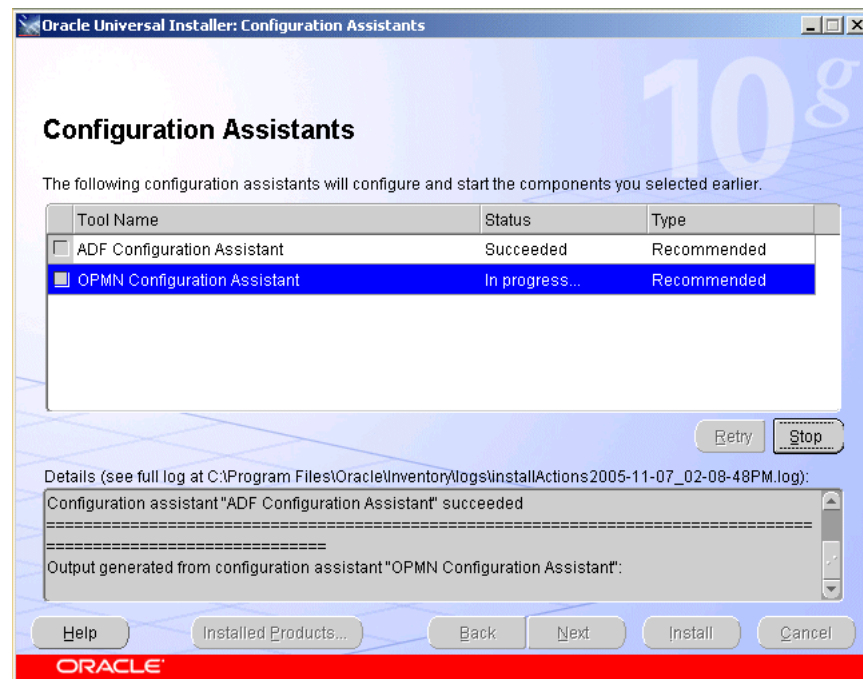 Oracle Universal Installer: Configuration Assistants
10g
Configuration Assistants
The following configuration assistants will configure and start the components you selected earlier.
Tool Name Status Type
ADF Configuration Assistant Succeeded Recommended
OPMN Configuration Assistant In progress... Recommended
Retry Stop
Details (see full log at C:\Program Files\Oracle\Inventory\logs\installActions2005-11-07_02-08-48PM.log):
Configuration assistant "ADF Configuration Assistant" succeeded
===================================================================================
==============================
Output generated from configuration assistant "OPMN Configuration Assistant":
Help Installed Products... Back Next Install Cancel
ORACLE